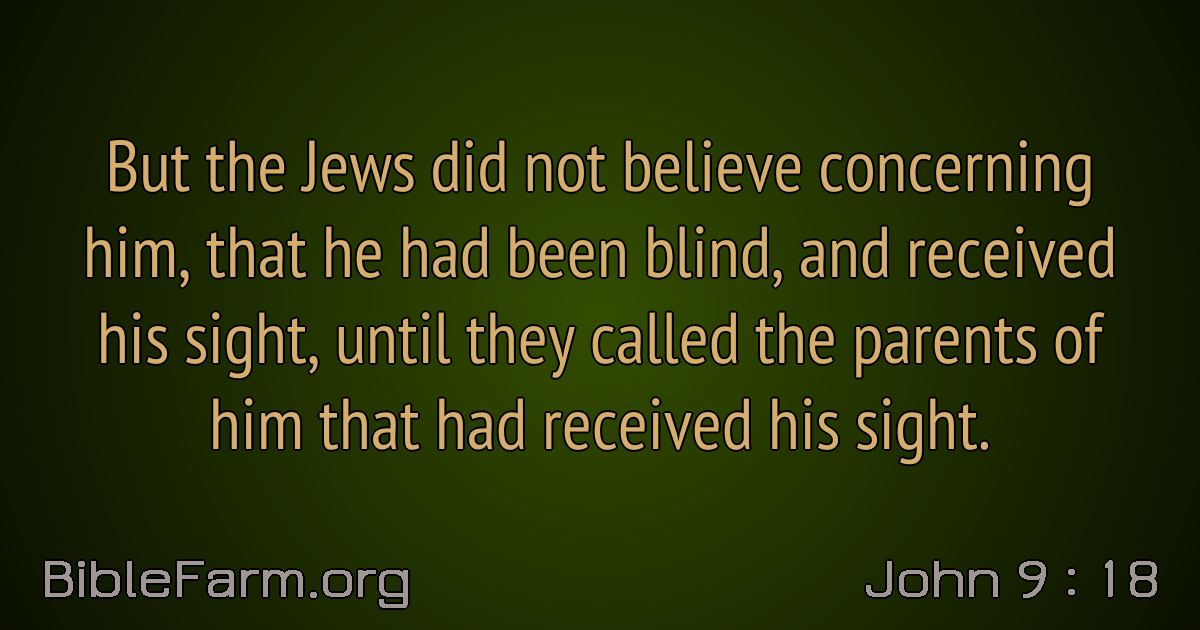 But the Jews did not believe concerning
him, that he had been blind, and received
his sight, until they called the parents of
him that had received his sight.
BibleFarm.org
John 9 : 18